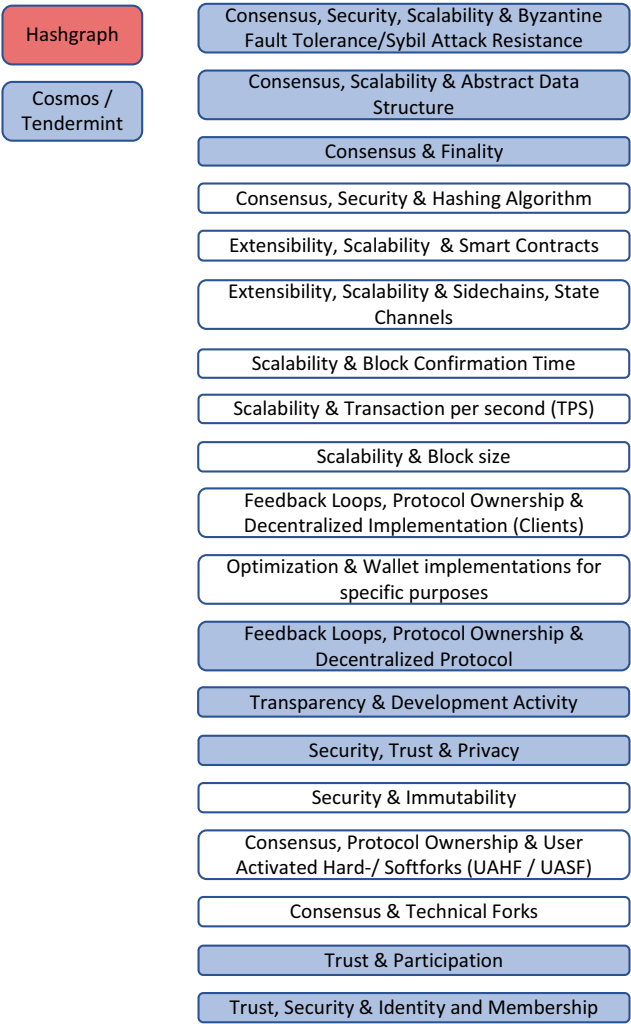 Hashgraph
Cosmos /
Tendermint
Consensus, Security, Scalability & Byzantine
Fault Tolerance/Sybil Attack Resistance
Consensus, Scalability & Abstract Data
Structure
Consensus & Finality
Consensus, Security & Hashing Algorithm
Extensibility, Scalability & Smart Contracts
Extensibility, Scalability & Sidechains, State
Channels
Scalability & Block Confirmation Time
Scalability & Transaction per second (TPS)
Scalability & Block size
Feedback Loops, Protocol Ownership &
Decentralized Implementation (Clients)
Optimization & Wallet implementations for
specific purposes
Feedback Loops, Protocol Ownership &
Decentralized Protocol
Transparency & Development Activity
Security, Trust & Privacy
Security & Immutability
Consensus, Protocol Ownership & User
Activated Hard-/ Softforks (UAHF / UASF)
Consensus & Technical Forks
Trust & Participation
Trust, Security & Identity and Membership